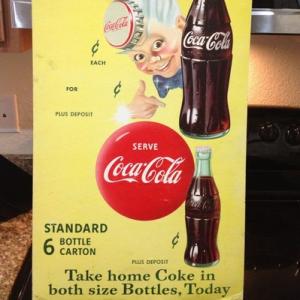 Coca-Cola
¢
EACH
Coca-Cola
¢
FOR
PLUS DEPOSIT
SERVE
Coca-Cola
STANDARD
6 BOTTLE
CARTON
¢
PLUS DEPOSIT
Take home Coke in
both size Bottles, Today